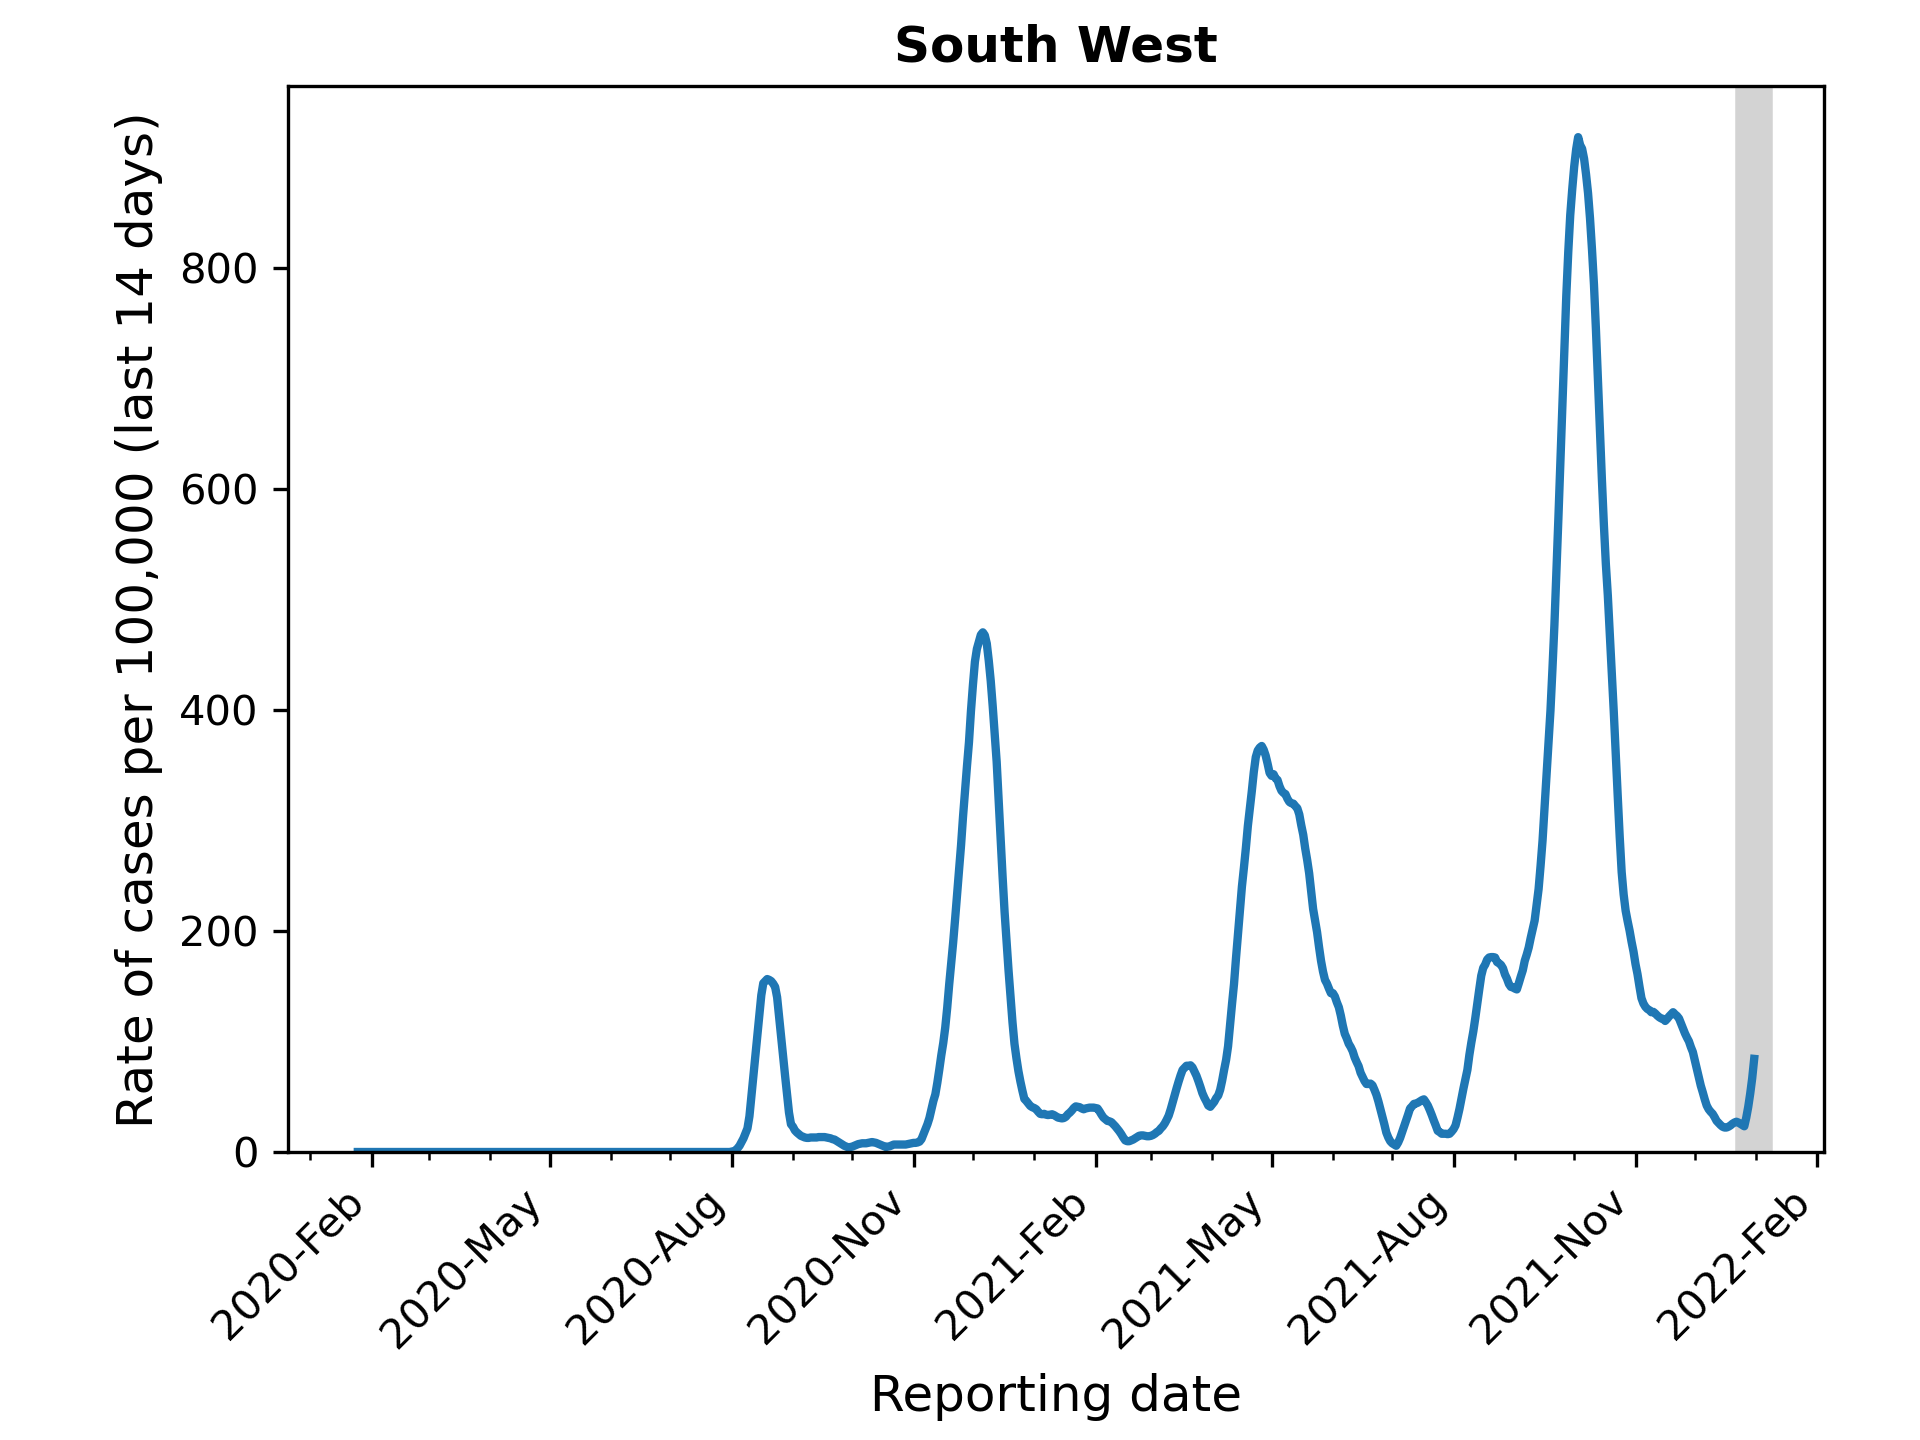 South West
Rate of cases per 100,000 (last 14 days)
800
600
400
200
0
2020-Feb
2020-May
2020-Aug
2020-Nov
2021-Feb
2021-May
2021-Aug
2021-Nov
2022-Feb
Reporting date